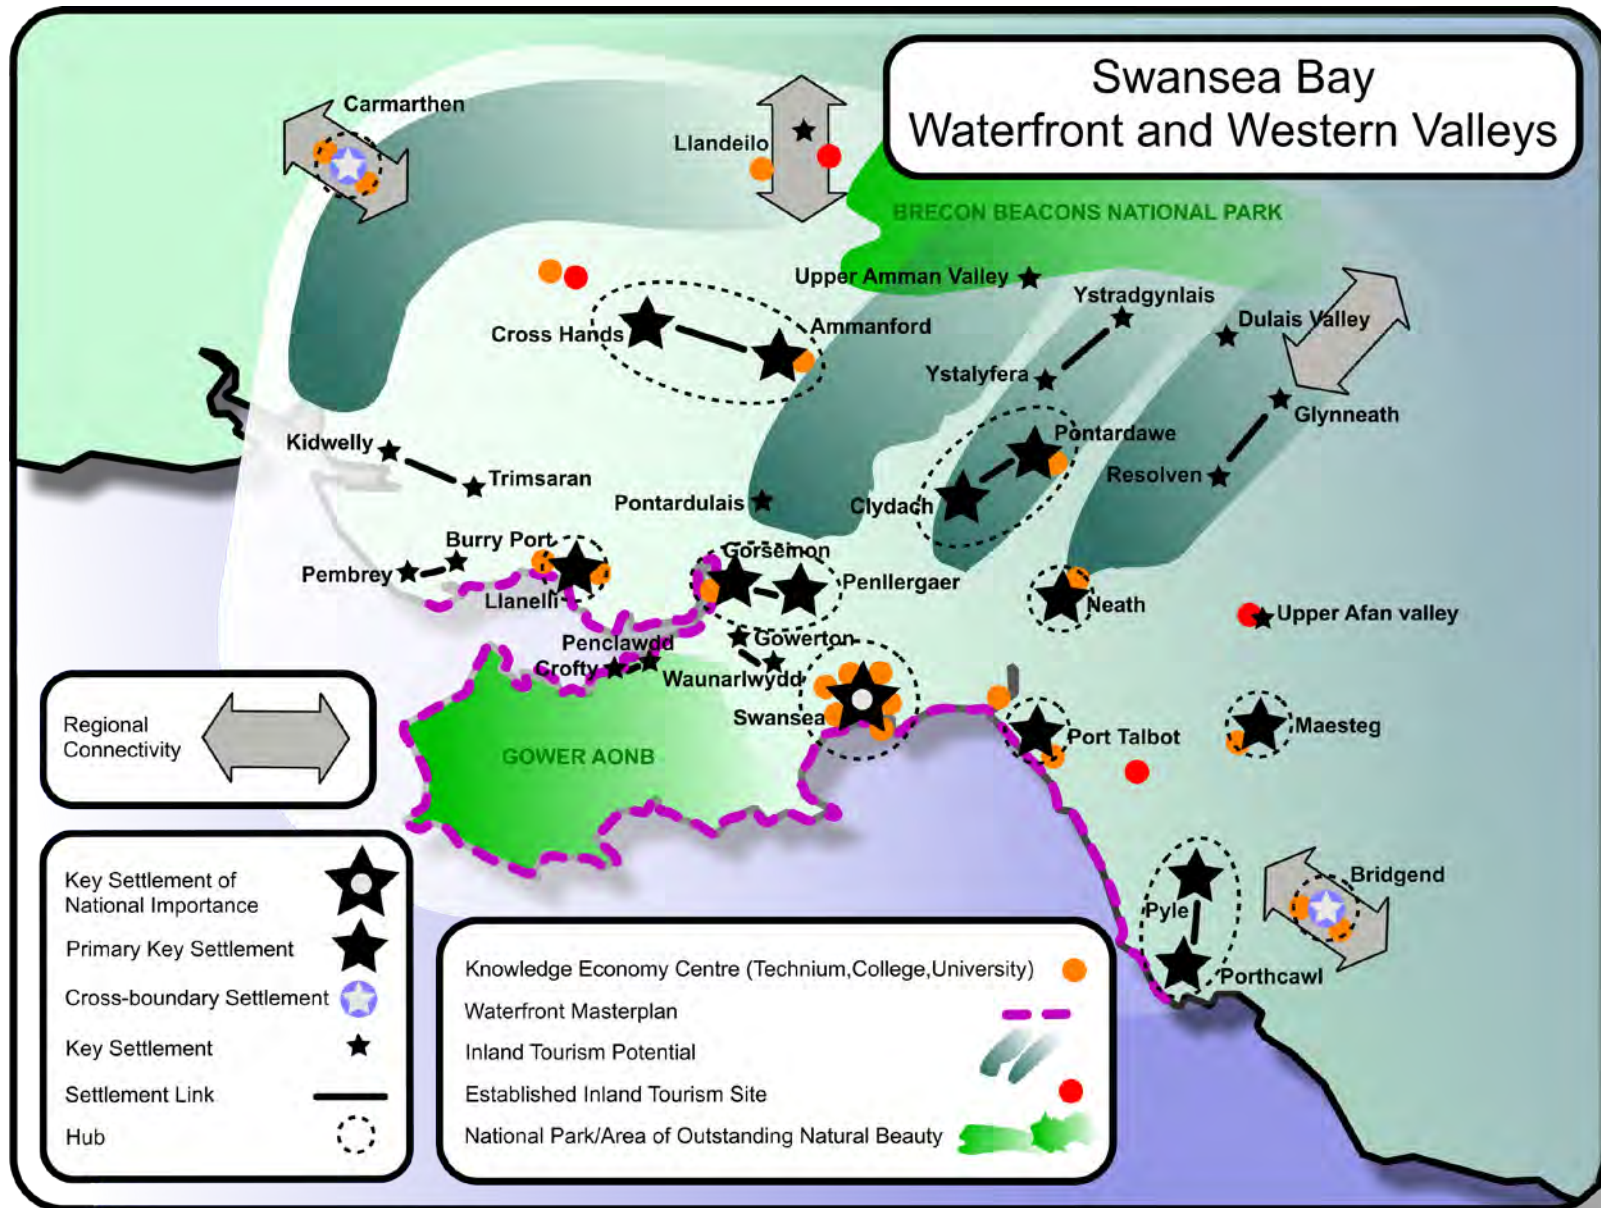 Swansea Bay
Waterfront and Western Valleys
Carmarthen
Llandeilo
BRECON BEACONS NATIONAL PARK
Upper Amman Valley
Ystradgynlais
Dulais Valley
Cross Hands
Ammanford
Ystalyfera
Glynneath
Kidwelly
Pontardawe
Trimsaran
Resolven
Pontardulais
Clydach
Burry Port
Gorseinon
Pembrey
Penllergaer
Llanelli
Neath
Upper Afan valley
Penclawdd
Gowerton
Crofty
Waunarlwydd
Swansea
Port Talbot
Maesteg
GOWER AONB
Bridgend
Pyle
Porthcawl
Regional
Connectivity
Key Settlement of
National Importance
Primary Key Settlement
Cross-boundary Settlement
Key Settlement
Settlement Link
Hub
Knowledge Economy Centre (Technium,College,University)
Waterfront Masterplan
Inland Tourism Potential
Established Inland Tourism Site
National Park/Area of Outstanding Natural Beauty